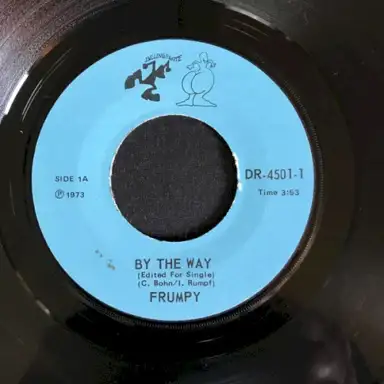 SIDE 1A
℗ 1973
DR-4501-1
Time 3:53
BY THE WAY
(Edited For Single)
(C. Bohn/I. Rumpf)
FRUMPY